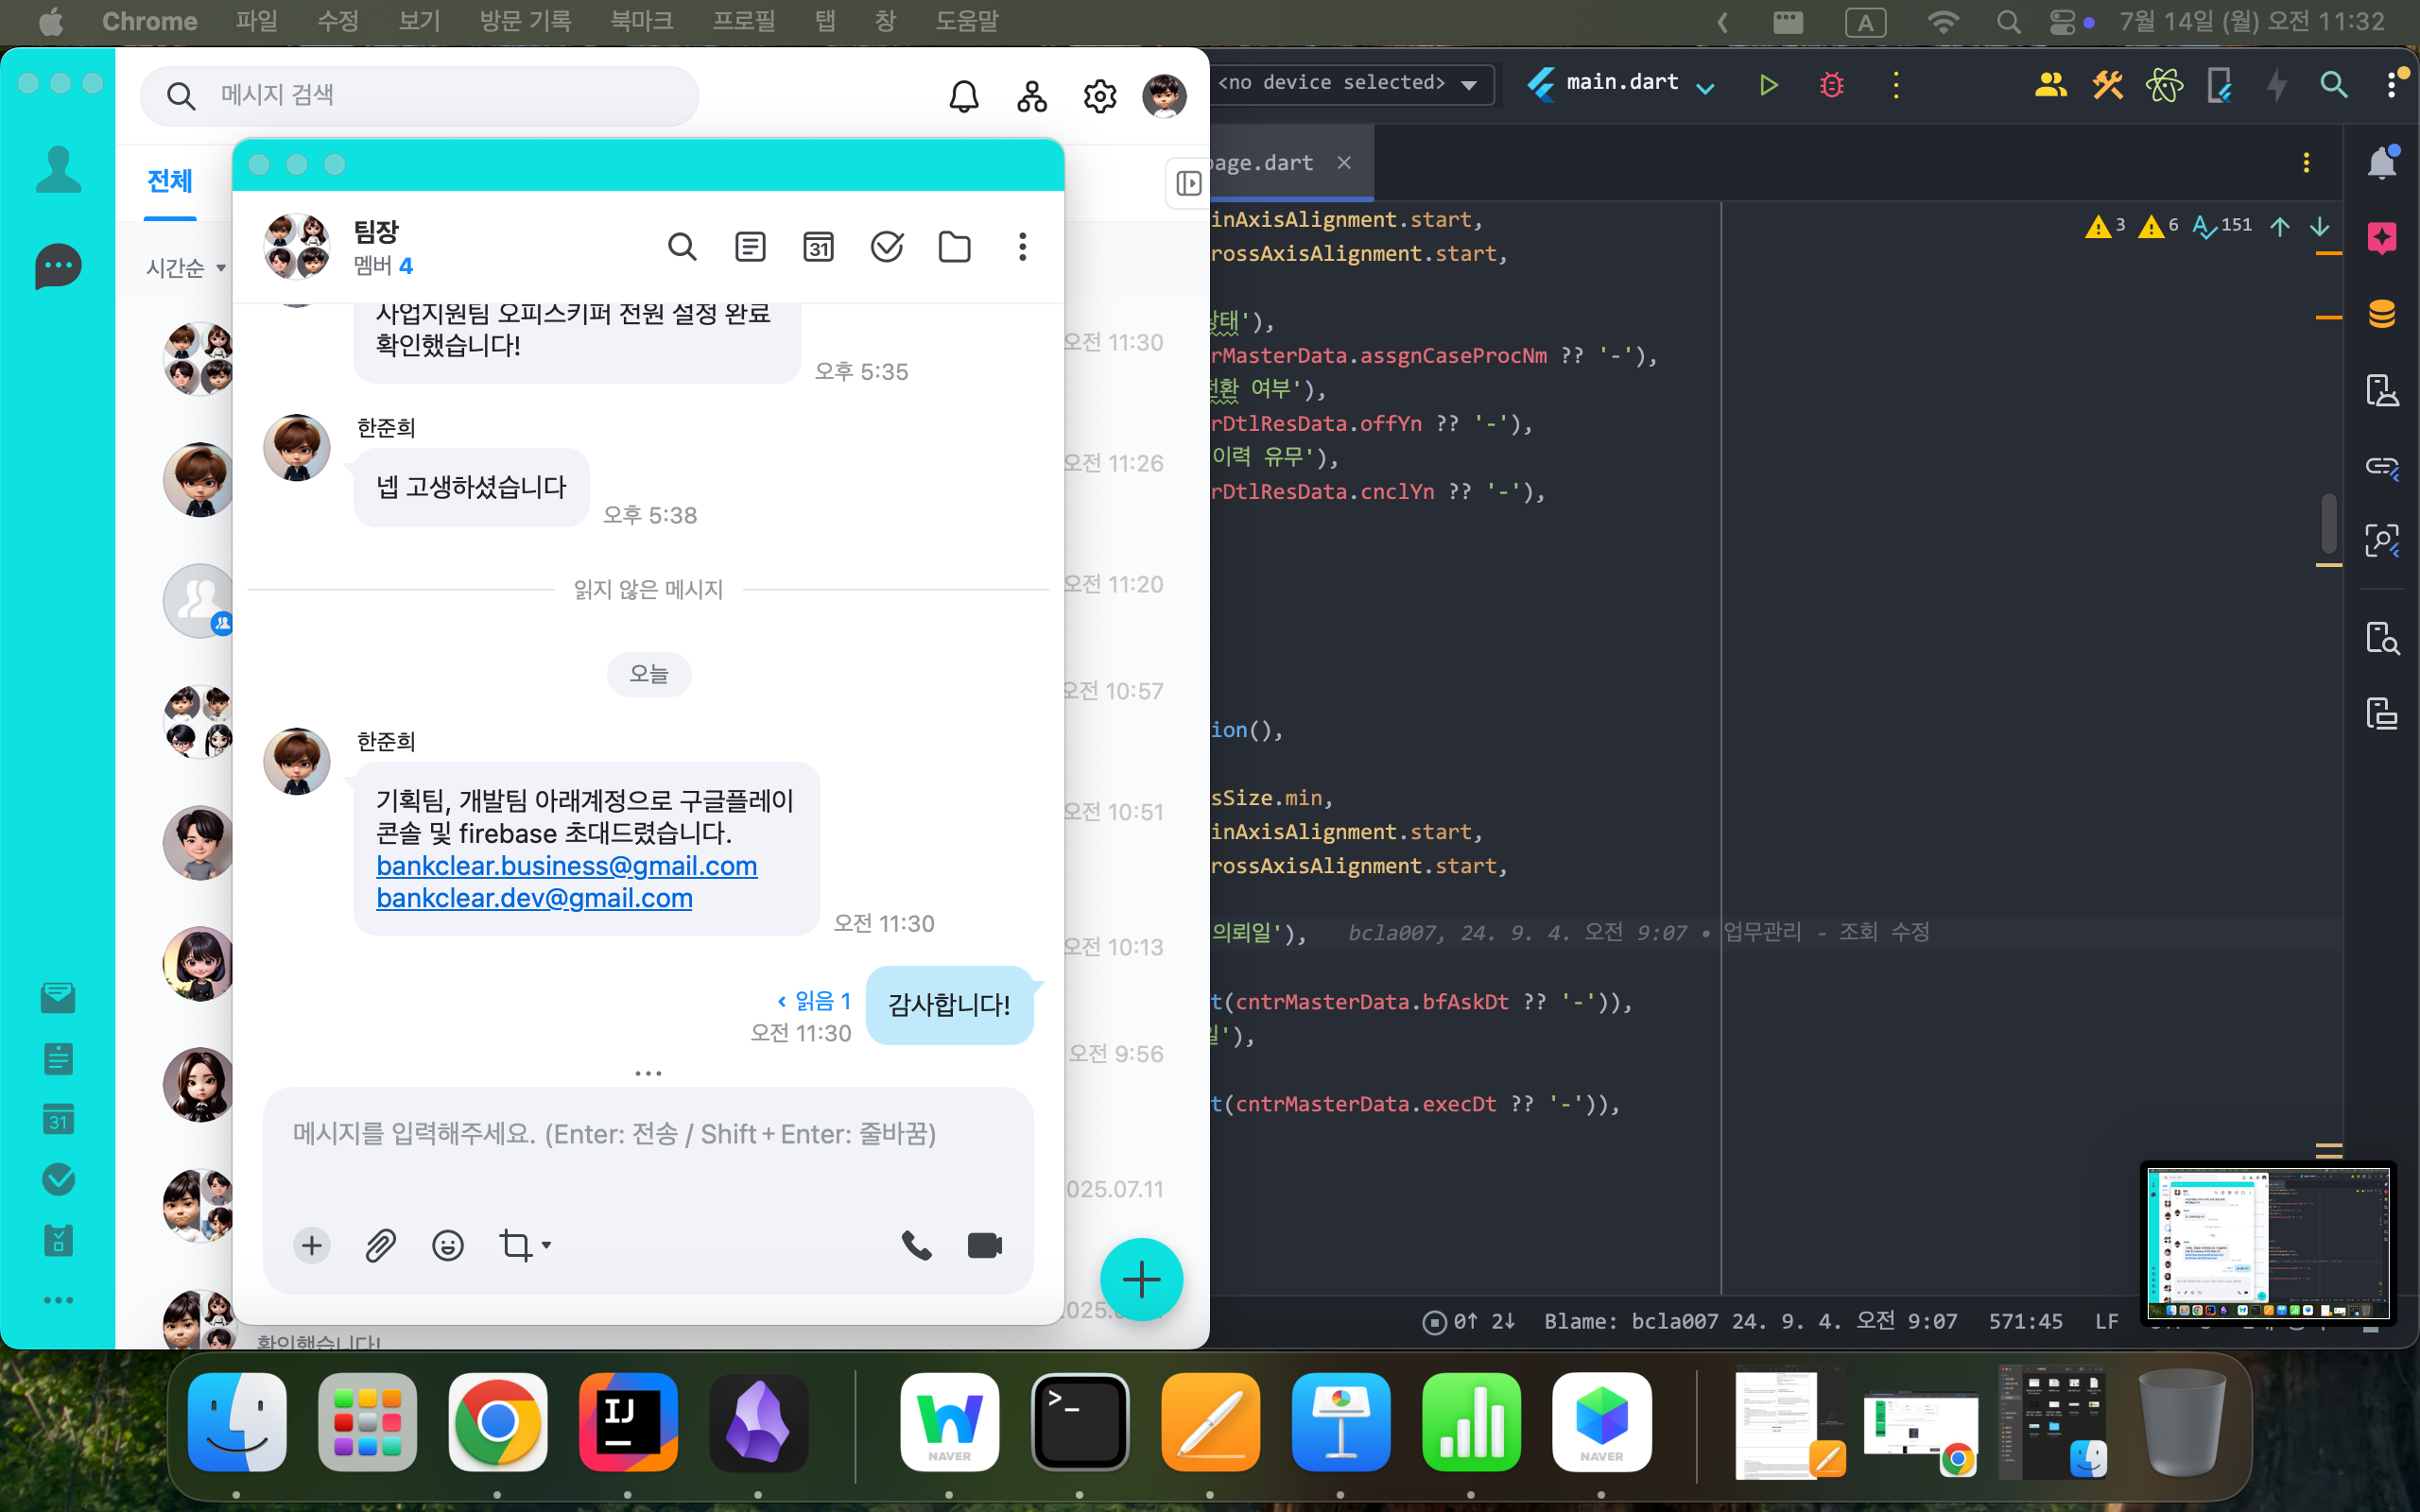 Chrome 파일 수정 보기 방문 기록 북마크 프로필 탭 창 도움말
A 7월 14일 (월) 오전 11:32
메시지 검색
전체
시간순
오전 11:30
오전 11:26
오전 11:20
오전 10:57
오전 10:51
오전 10:13
오전 9:56
025.07.11
확인했습니다!
31
팀장
멤버 4
31
사업지원팀 오피스키퍼 전원 설정 완료
확인했습니다!
오후 5:35
한준희
넵 고생하셨습니다
오후 5:38
읽지 않은 메시지
오늘
한준희
기획팀, 개발팀 아래계정으로 구글플레이
콘솔 및 firebase 초대드렸습니다.
bankclear.business@gmail.com
bankclear.dev@gmail.com
오전 11:30
읽음 1
오전 11:30
감사합니다!
메시지를 입력해주세요. (Enter: 전송 / Shift+Enter: 줄바꿈)
<no device selected> main.dart
page.dart
3 6 151
inAxisAlignment.start,
rossAxisAlignment.start,
상태'),
rMasterData.assgnCaseProcNm ?? '-'),
전환 여부'),
rDtlResData.offYn ?? '-'),
이력 유무'),
rDtlResData.cnclYn ?? '-'),
ion(),
sSize.min,
inAxisAlignment.start,
rossAxisAlignment.start,
의뢰일'), bcla007, 24. 9. 4. 오전 9:07 • 업무관리 - 조회 수정
t(cntrMasterData.bfAskDt ?? '-')),
일'),
t(cntrMasterData.execDt ?? '-')),
0↑ 2↓ Blame: bcla007 24. 9. 4. 오전 9:07 571:45 LF
IJ
NAVER
>_
NAVER